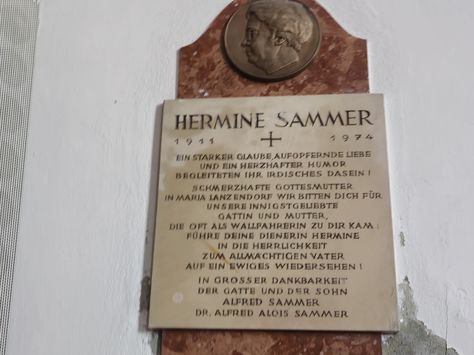 HERMINE SAMMER
1911 + 1974
EIN STARKER GLAUBE, AUFOPFERNDE LIEBE
UND EIN HERZHAFTER HUMOR
BEGLEITETEN IHR IRDISCHES DASEIN!
SCHMERZHAFTE GOTTESMUTTER
IN MARIA LANZENDORF WIR BITTEN DICH FÜR
UNSERE INNIGSTGELIEBTE
GATTIN UND MUTTER,
DIE OFT ALS WALLFAHRERIN ZU DIR KAM:
FÜHRE DEINE DIENERIN HERMINE
IN DIE HERRLICHKEIT
ZUM ALLMÄCHTIGEN VATER
AUF EIN EWIGES WIEDERSEHEN!
IN GROSSER DANKBARKEIT
DER GATTE UND DER SOHN
ALFRED SAMMER
DR. ALFRED ALOIS SAMMER